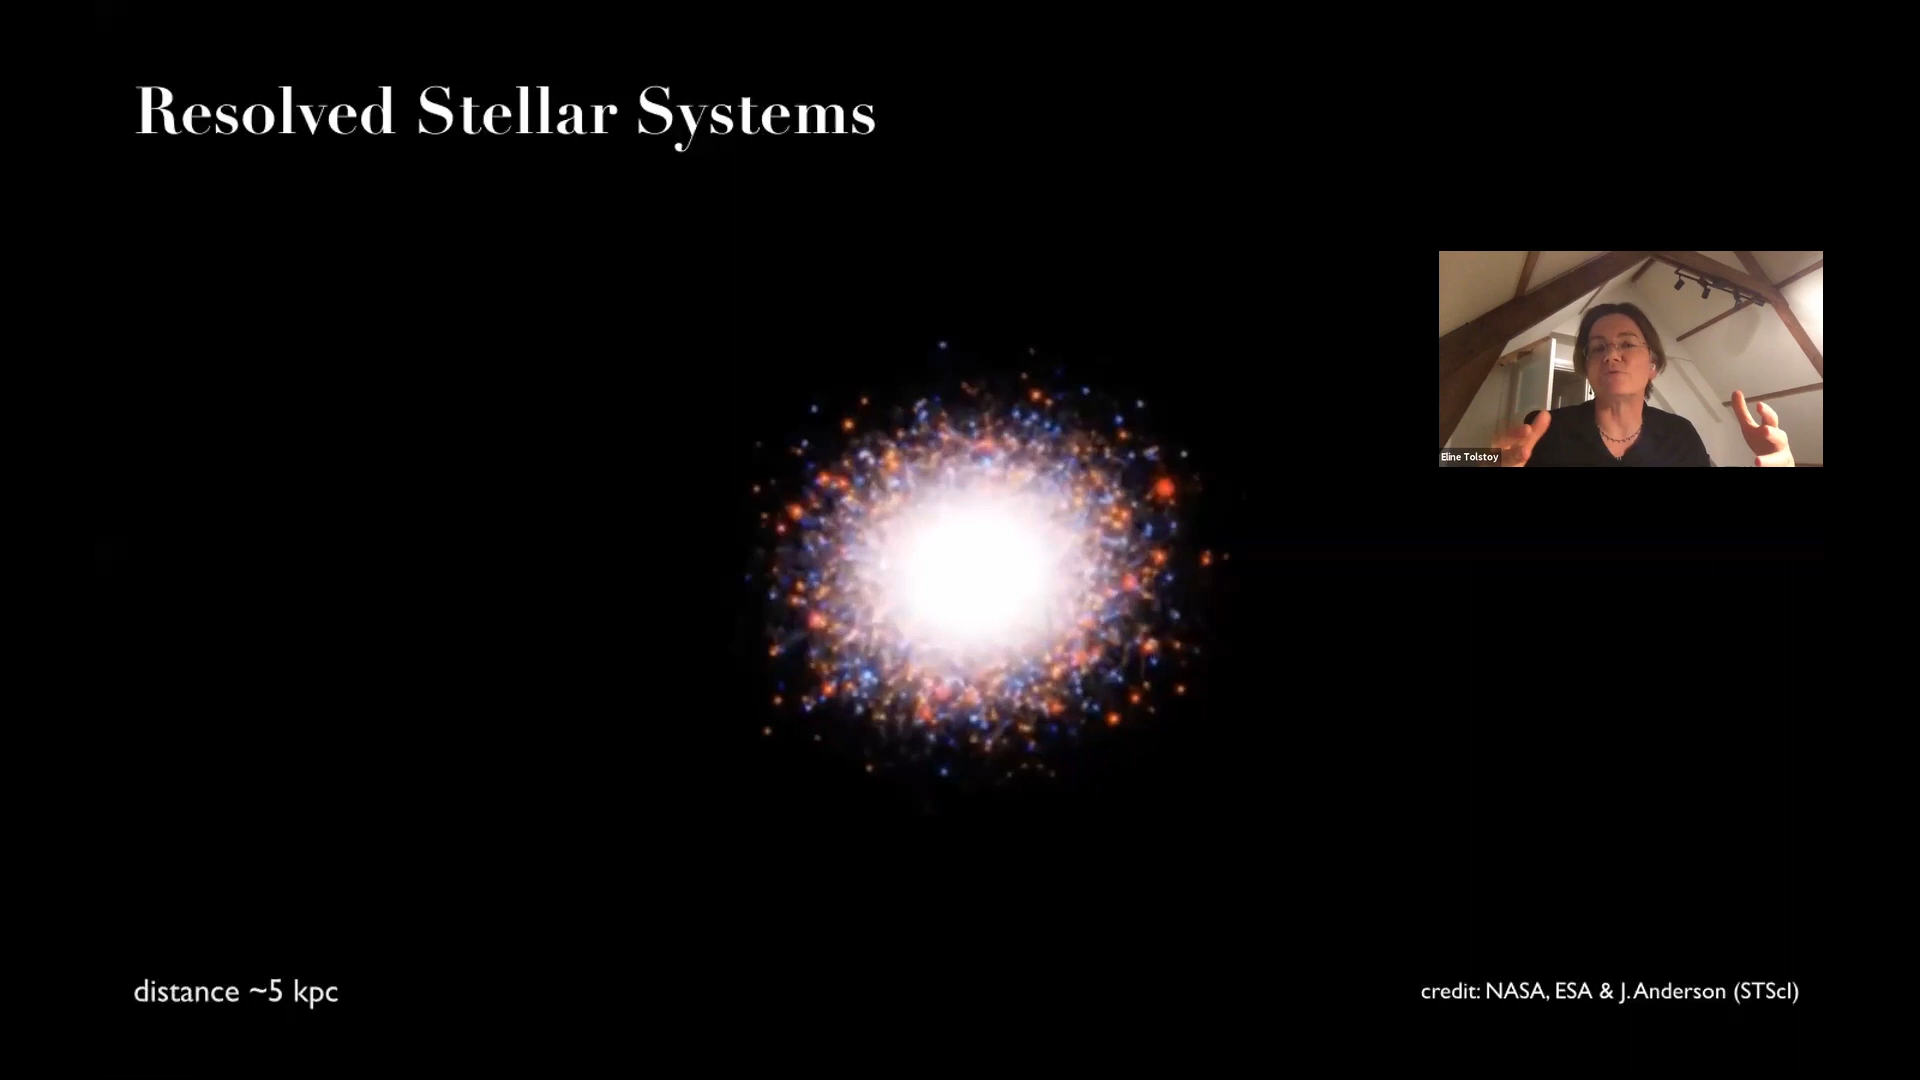 Resolved Stellar Systems
Eline Tolstoy
distance ~5 kpc
credit: NASA, ESA & J. Anderson (STScI)